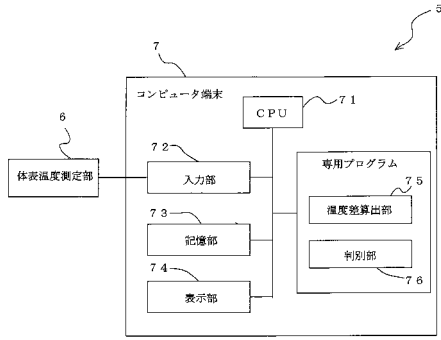 5
7
コンピュータ端末
71
CPU
6
体表温度測定部
72
入力部
73
記憶部
74
表示部
専用プログラム
75
温度差算出部
判別部
76